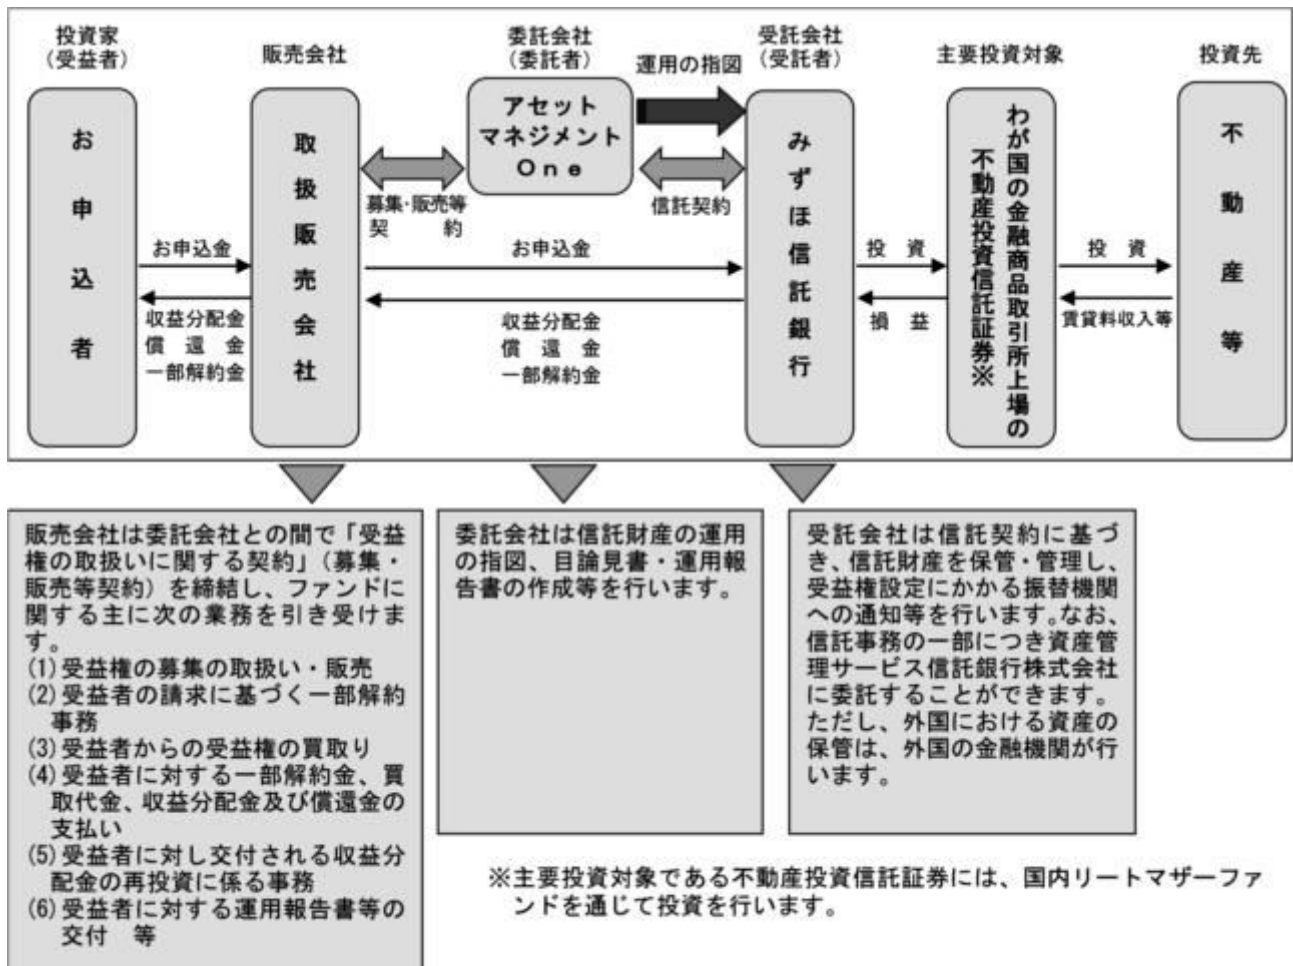 投資家
(受益者)
販売会社
委託会社
(委託者)
運用の指図
受託会社
(受託者)
主要投資対象
投資先
お申込者
取扱販売会社
アセット
マネジメント
One
みずほ信託銀行
わが国の金融商品取引所上場の
不動産投資信託証券※
不動産等
募集・販売等
契 約
信託契約
お申込金
収益分配金
償 還 金
一部解約金
お申込金
収益分配金
償 還 金
一部解約金
投 資
損 益
投 資
賃貸料収入等
販売会社は委託会社との間で「受益
権の取扱いに関する契約」(募集・
販売等契約)を締結し、ファンドに
関する主に次の業務を引き受けま
す。
(1)受益権の募集の取扱い・販売
(2)受益者の請求に基づく一部解約
事務
(3)受益者からの受益権の買取り
(4)受益者に対する一部解約金、買
取代金、収益分配金及び償還金の
支払い
(5)受益者に対し交付される収益分
配金の再投資に係る事務
(6)受益者に対する運用報告書等の
交付 等
委託会社は信託財産の運用
の指図、目論見書・運用報
告書の作成等を行います。
受託会社は信託契約に基づ
き、信託財産を保管・管理し、
受益権設定にかかる振替機関
への通知等を行います。なお、
信託事務の一部につき資産管
理サービス信託銀行株式会社
に委託することができます。
ただし、外国における資産の
保管は、外国の金融機関が行
います。
※主要投資対象である不動産投資信託証券には、国内リートマザーファ
ンドを通じて投資を行います。